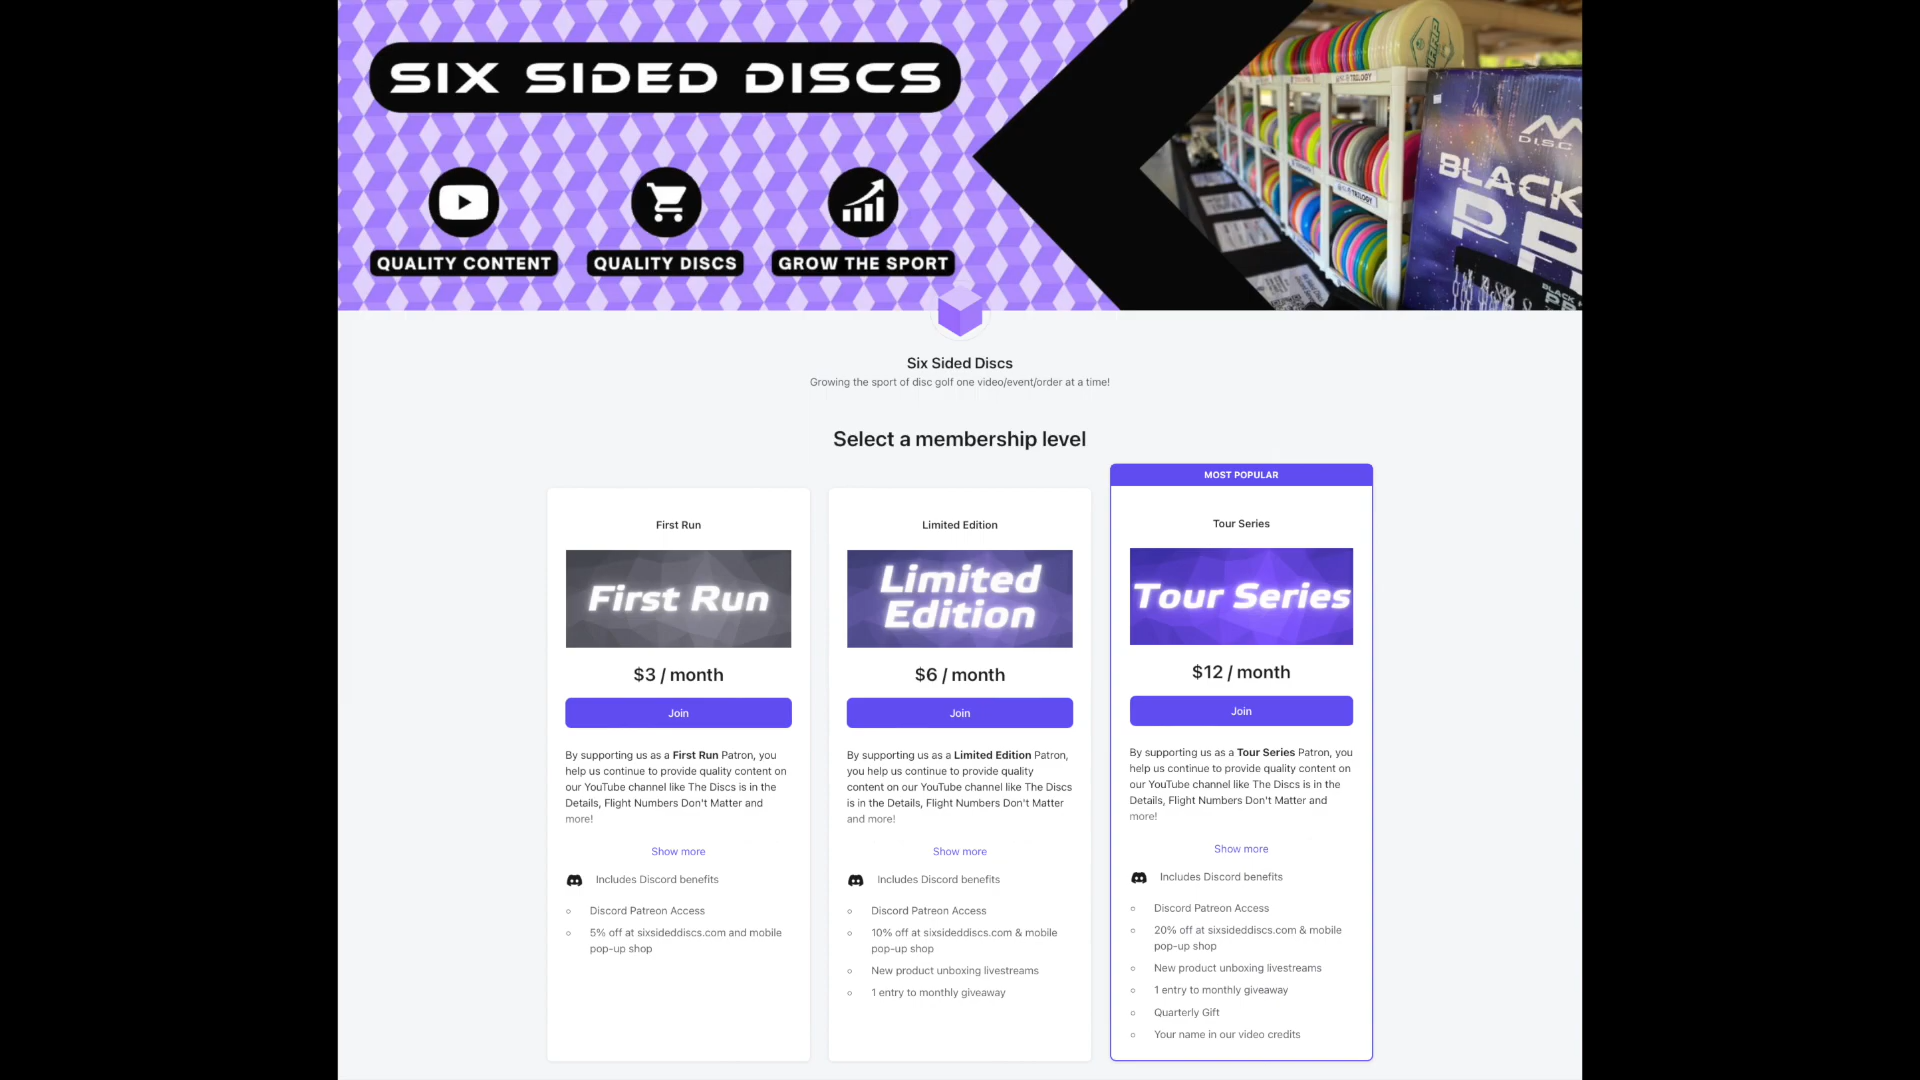 SIX SIDED DISCS
QUALITY CONTENT
QUALITY DISCS
GROW THE SPORT
TRILOGY
TRILOGY
DISC
BLACK
Six Sided Discs
Growing the sport of disc golf one video/event/order at a time!
Select a membership level
First Run
First Run
$3 / month
Join
By supporting us as a First Run Patron, you
help us continue to provide quality content on
our YouTube channel like The Discs is in the
Details, Flight Numbers Don't Matter and
more!
Show more
Includes Discord benefits
Discord Patreon Access
5% off at sixsideddiscs.com and mobile
pop-up shop
Limited Edition
Limited
Edition
$6 / month
Join
By supporting us as a Limited Edition Patron,
you help us continue to provide quality
content on our YouTube channel like The Discs
is in the Details, Flight Numbers Don't Matter
and more!
Show more
Includes Discord benefits
Discord Patreon Access
10% off at sixsideddiscs.com & mobile
pop-up shop
New product unboxing livestreams
1 entry to monthly giveaway
MOST POPULAR
Tour Series
Tour Series
$12 / month
Join
By supporting us as a Tour Series Patron, you
help us continue to provide quality content on
our YouTube channel like The Discs is in the
Details, Flight Numbers Don't Matter and
more!
Show more
Includes Discord benefits
Discord Patreon Access
20% off at sixsideddiscs.com & mobile
pop-up shop
New product unboxing livestreams
1 entry to monthly giveaway
Quarterly Gift
Your name in our video credits